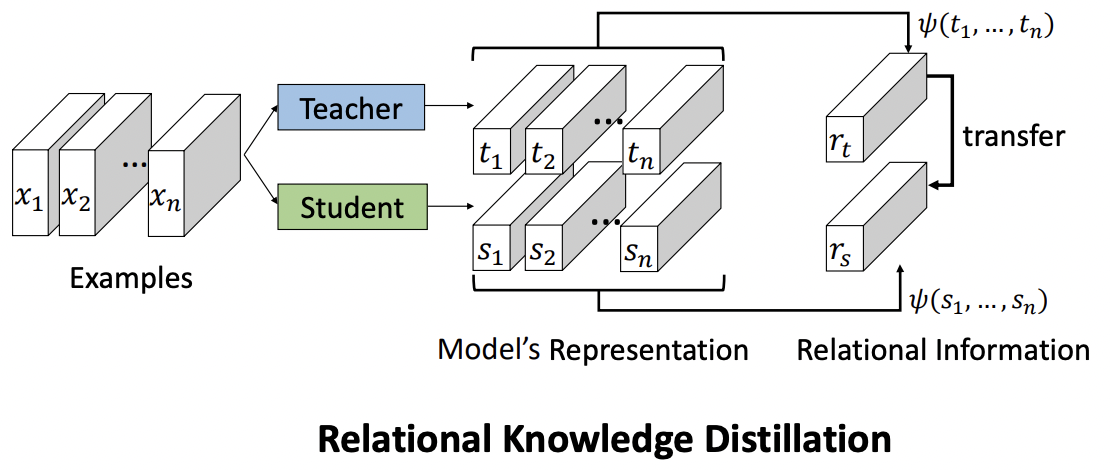 ψ(t₁, …, tₙ)
Teacher
t₁ t₂ … tₙ
rₜ
transfer
x₁ x₂ … xₙ
Student
s₁ s₂ … sₙ
rₛ
Examples
ψ(s₁, …, sₙ)
Model's Representation
Relational Information
Relational Knowledge Distillation